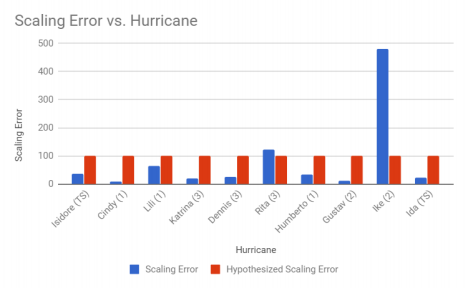 Scaling Error vs. Hurricane
500
400
300
200
100
0
Scaling Error
Isidore (TS)
Cindy (1)
Lili (1)
Katrina (3)
Dennis (3)
Rita (3)
Humberto (1)
Gustav (2)
Ike (2)
Ida (TS)
Hurricane
Scaling Error
Hypothesized Scaling Error